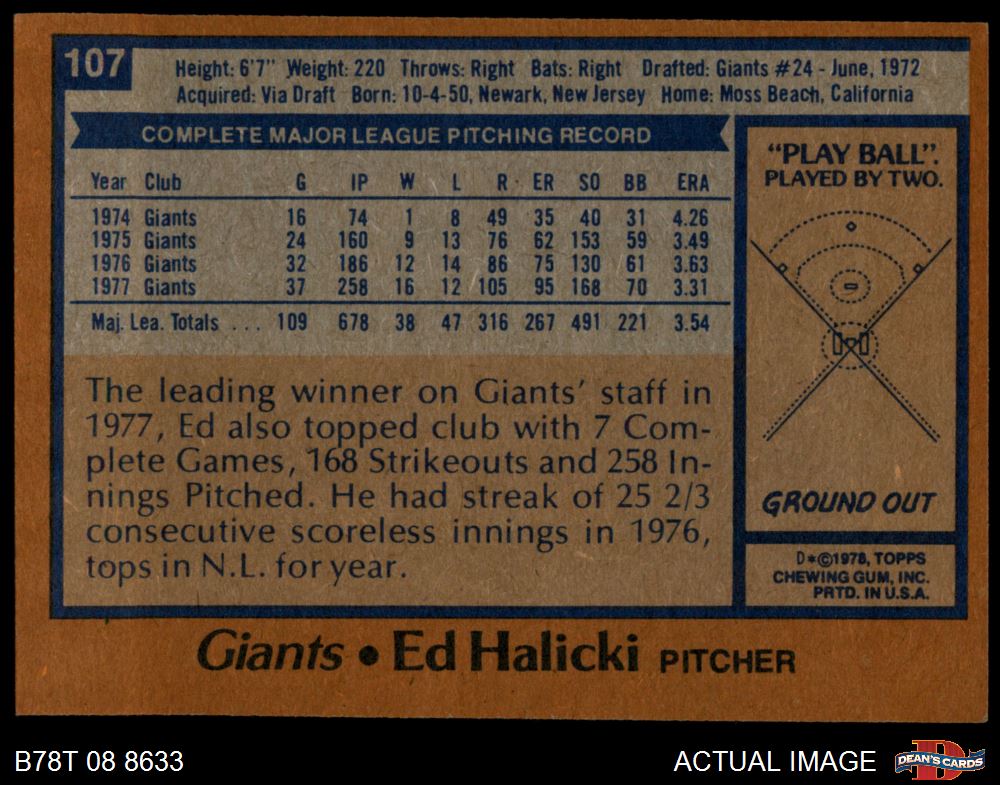 107
Height: 6'7" Weight: 220 Throws: Right Bats: Right Drafted: Giants #24 - June, 1972
Acquired: Via Draft Born: 10-4-50, Newark, New Jersey Home: Moss Beach, California
COMPLETE MAJOR LEAGUE PITCHING RECORD
Year Club G IP W L R ER SO BB ERA
1974 Giants 16 74 1 8 49 35 40 31 4.26
1975 Giants 24 160 9 13 76 62 153 59 3.49
1976 Giants 32 186 12 14 86 75 130 61 3.63
1977 Giants 37 258 16 12 105 95 168 70 3.31
Maj. Lea. Totals ... 109 678 38 47 316 267 491 221 3.54
The leading winner on Giants' staff in
1977, Ed also topped club with 7 Com-
plete Games, 168 Strikeouts and 258 In-
nings Pitched. He had streak of 25 2/3
consecutive scoreless innings in 1976,
tops in N.L. for year.
"PLAY BALL".
PLAYED BY TWO.
GROUND OUT
D*©1978, TOPPS
CHEWING GUM, INC.
PRTD. IN U.S.A.
Giants • Ed Halicki PITCHER
B78T 08 8633
ACTUAL IMAGE
D
DEAN'S CARDS